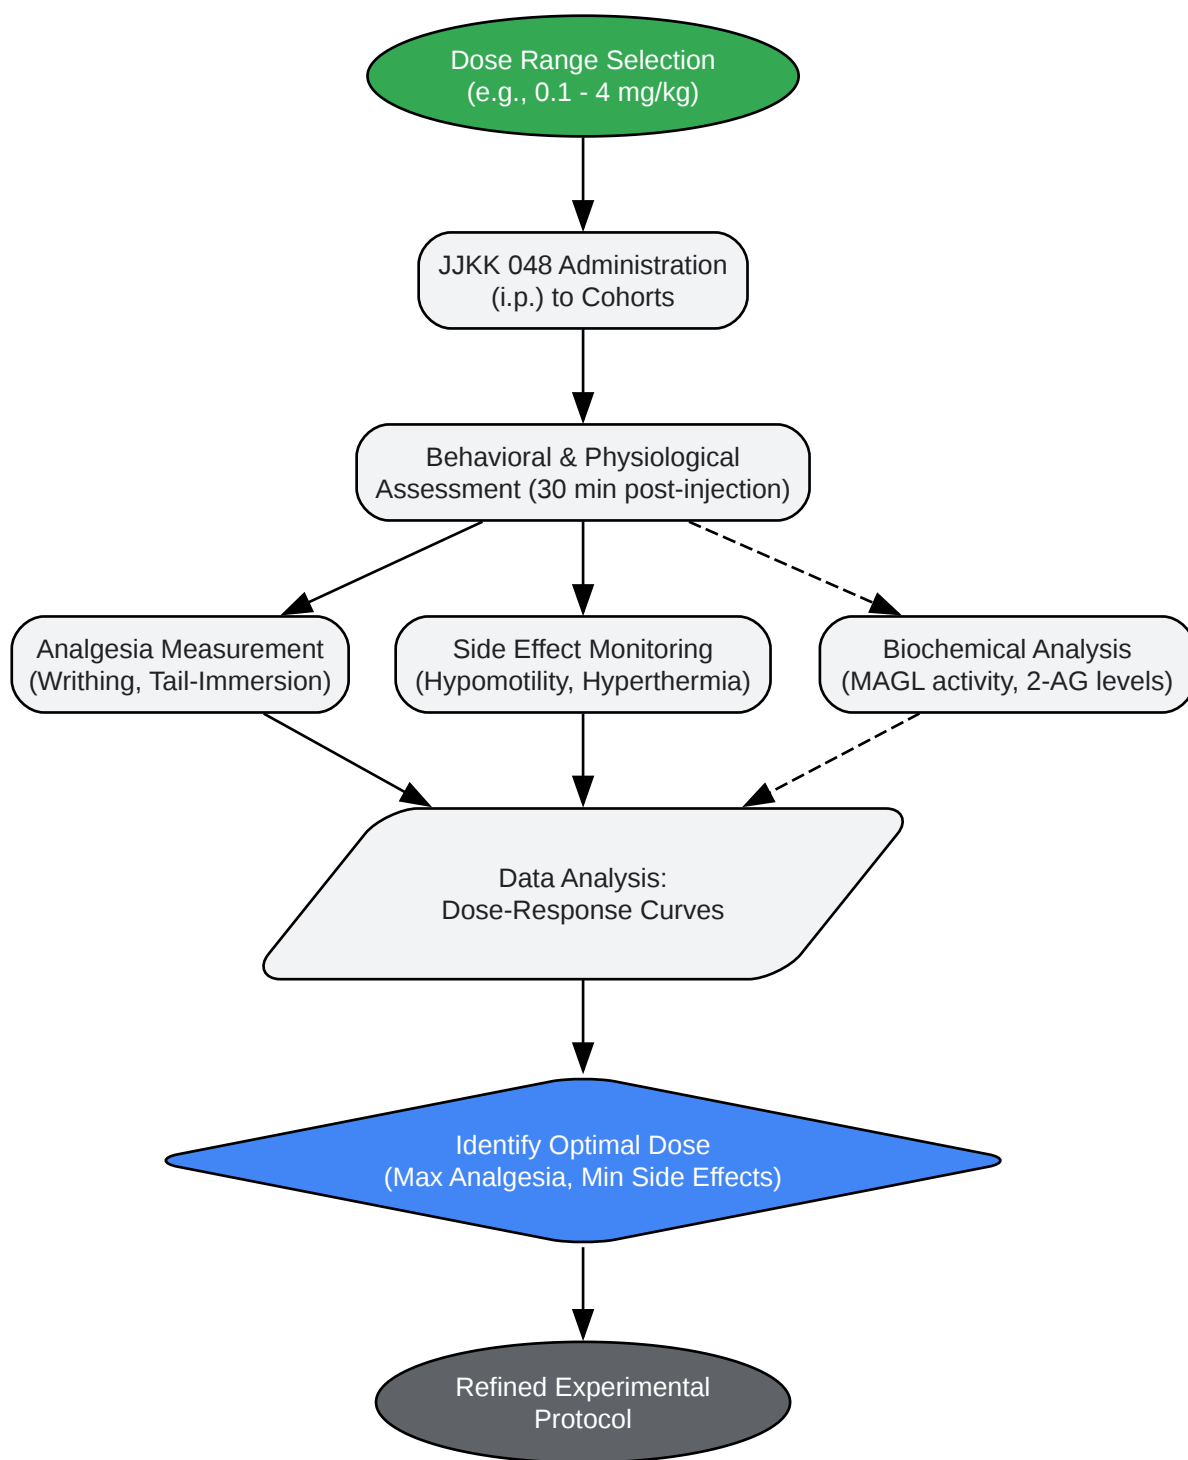 Dose Range Selection
(e.g., 0.1 - 4 mg/kg)
JJKK 048 Administration
(i.p.) to Cohorts
Behavioral & Physiological
Assessment (30 min post-injection)
Analgesia Measurement
(Writhing, Tail-Immersion)
Side Effect Monitoring
(Hypomotility, Hyperthermia)
Biochemical Analysis
(MAGL activity, 2-AG levels)
Data Analysis:
Dose-Response Curves
Identify Optimal Dose
(Max Analgesia, Min Side Effects)
Refined Experimental
Protocol